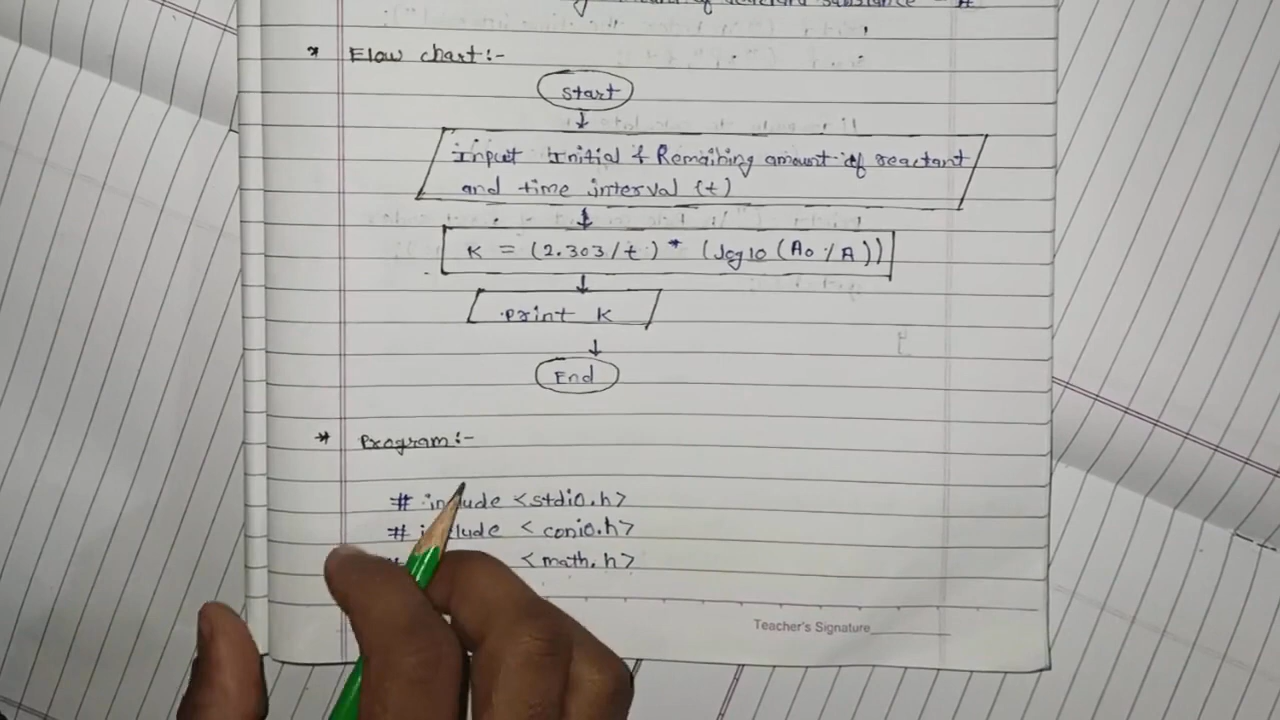 * Flow chart:-
Start
Input Initial & Remaining amount of reactant
and time interval (t)
K = (2.303/t) * (log10 (A0/A))
print K
End
* Program:-
# include <stdio.h>
# include <conio.h>
<math.h>
Teacher's Signature